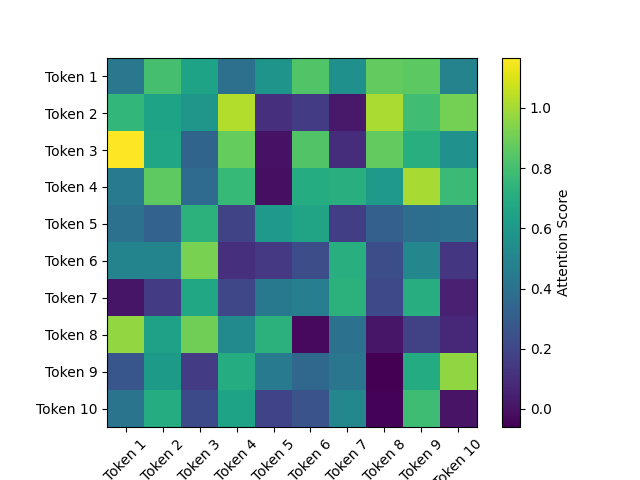 Token 1
Token 2
Token 3
Token 4
Token 5
Token 6
Token 7
Token 8
Token 9
Token 10
Token 1
Token 2
Token 3
Token 4
Token 5
Token 6
Token 7
Token 8
Token 9
Token 10
1.0
0.8
0.6
0.4
0.2
0.0
Attention Score